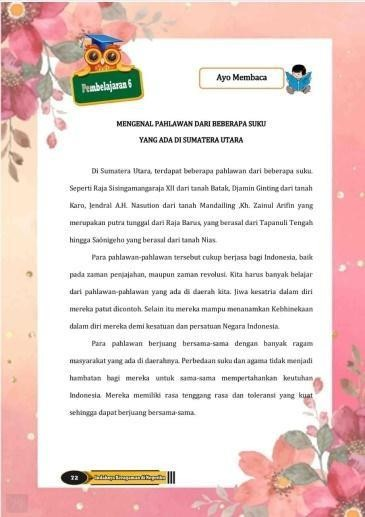 Pembelajaran 6
Ayo Membaca
MENGENAL PAHLAWAN DARI BEBERAPA SUKU
YANG ADA DI SUMATERA UTARA
Di Sumatera Utara, terdapat beberapa pahlawan dari beberapa suku.
Seperti Raja Sisingamangaraja XII dari tanah Batak, Djamin Ginting dari tanah
Karo, Jendral A.H. Nasution dari tanah Mandailing ,Kh. Zainul Arifin yang
merupakan putra tunggal dari Raja Barus, yang berasal dari Tapanuli Tengah
hingga Saönigeho yang berasal dari tanah Nias.
Para pahlawan-pahlawan tersebut cukup berjasa bagi Indonesia, baik
pada zaman penjajahan, maupun zaman revolusi. Kita harus banyak belajar
dari pahlawan-pahlawan yang ada di daerah kita. Jiwa kesatria dalam diri
mereka patut dicontoh. Selain itu mereka mampu menanamkan Kebhinekaan
dalam diri mereka demi kesatuan dan persatuan Negara Indonesia.
Para pahlawan berjuang bersama-sama dengan banyak ragam
masyarakat yang ada di daerahnya. Perbedaan suku dan agama tidak menjadi
hambatan bagi mereka untuk sama-sama mempertahankan keutuhan
Indonesia. Mereka memiliki rasa tenggang rasa dan toleransi yang kuat
sehingga dapat berjuang bersama-sama.
72
Indahnya Keragaman di Negeriku